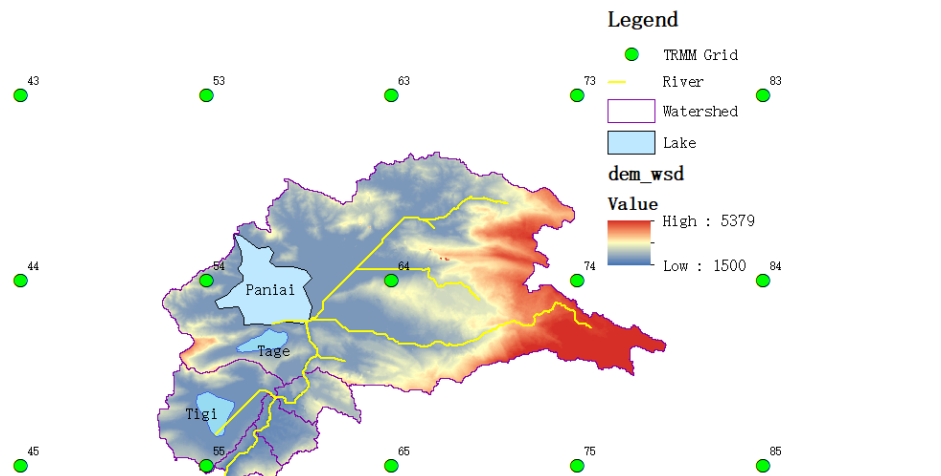 Legend
TRMM Grid
River
Watershed
Lake
dem_wsd
Value
High : 5379
Low : 1500
43
53
63
73
83
44
54
64
74
84
Paniai
Tage
Tigi
45
55
65
75
85